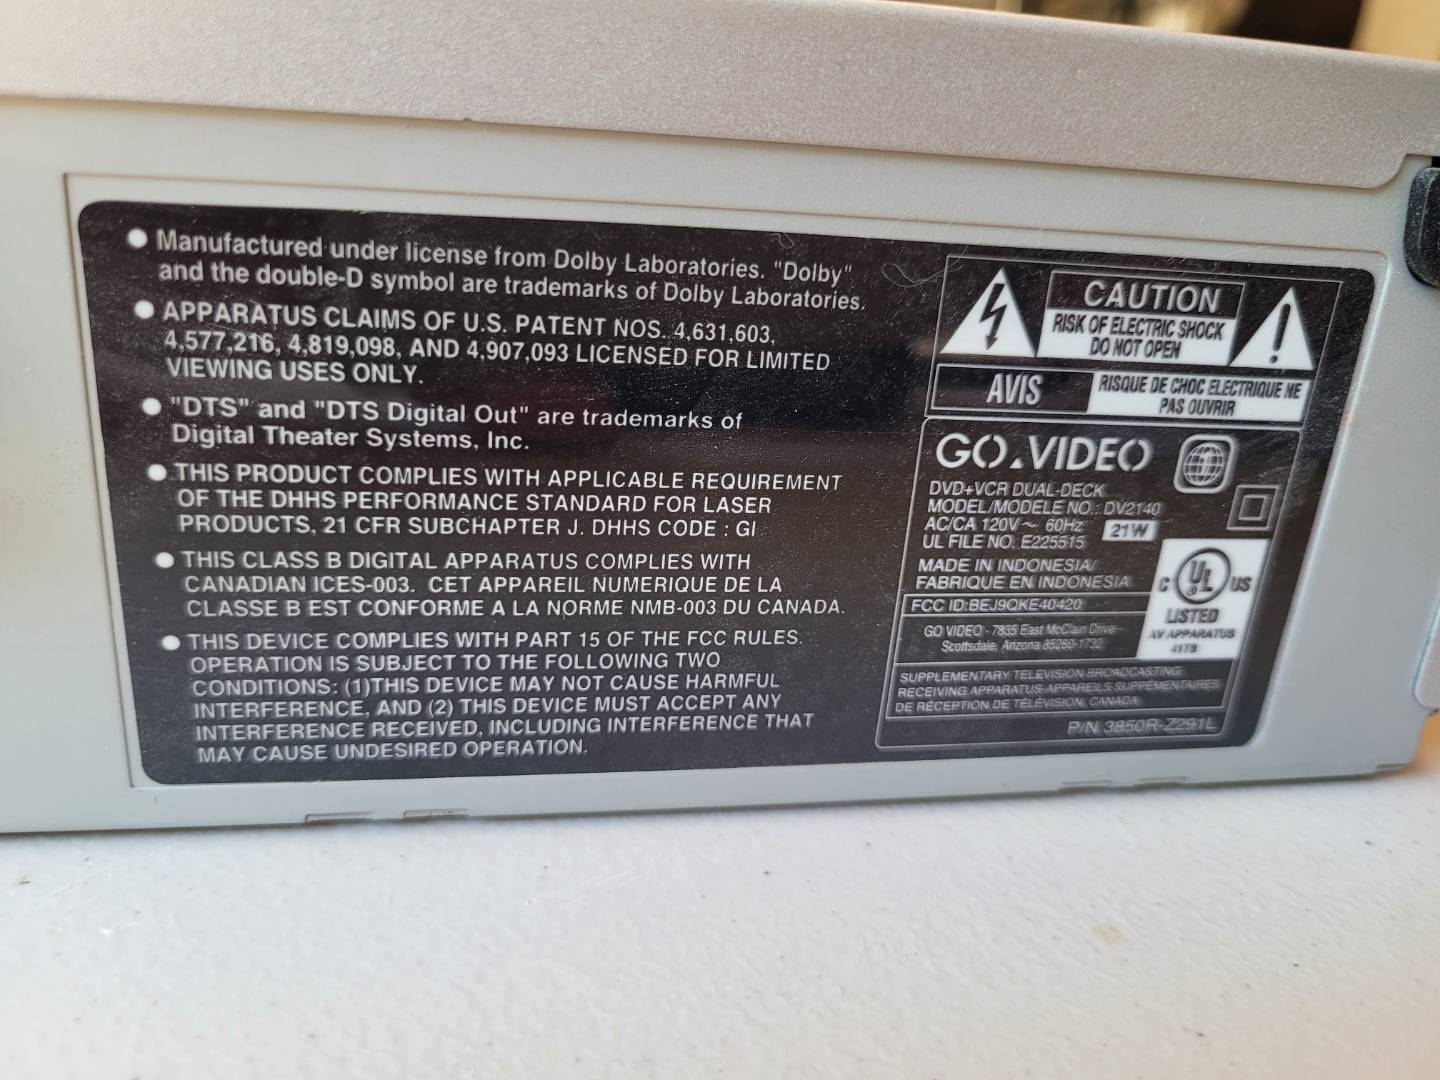 ● Manufactured under license from Dolby Laboratories. "Dolby"
and the double-D symbol are trademarks of Dolby Laboratories.
● APPARATUS CLAIMS OF U.S. PATENT NOS. 4,631,603,
4,577,216, 4,819,098, AND 4,907,093 LICENSED FOR LIMITED
VIEWING USES ONLY.
● "DTS" and "DTS Digital Out" are trademarks of
Digital Theater Systems, Inc.
● THIS PRODUCT COMPLIES WITH APPLICABLE REQUIREMENT
OF THE DHHS PERFORMANCE STANDARD FOR LASER
PRODUCTS, 21 CFR SUBCHAPTER J. DHHS CODE : GI
● THIS CLASS B DIGITAL APPARATUS COMPLIES WITH
CANADIAN ICES-003. CET APPAREIL NUMERIQUE DE LA
CLASSE B EST CONFORME A LA NORME NMB-003 DU CANADA.
● THIS DEVICE COMPLIES WITH PART 15 OF THE FCC RULES.
OPERATION IS SUBJECT TO THE FOLLOWING TWO
CONDITIONS: (1)THIS DEVICE MAY NOT CAUSE HARMFUL
INTERFERENCE, AND (2) THIS DEVICE MUST ACCEPT ANY
INTERFERENCE RECEIVED, INCLUDING INTERFERENCE THAT
MAY CAUSE UNDESIRED OPERATION.
CAUTION
RISK OF ELECTRIC SHOCK
DO NOT OPEN
AVIS
RISQUE DE CHOC ELECTRIQUE NE
PAS OUVRIR
GO.VIDEO
1
DVD+VCR DUAL-DECK
MODEL/MODELE NO.: DV2140
AC/CA 120V~ 60Hz 21W
UL FILE NO. E225515
MADE IN INDONESIA/
FABRIQUE EN INDONESIA
C UL US
®
LISTED
AV APPARATUS
41TB
FCC ID:BEJ9QKE40420
GO VIDEO - 7835 East McClain Drive-
Scottsdale, Arizona 85260-1732
SUPPLEMENTARY TELEVISION BROADCASTING
RECEIVING APPARATUS-APPAREILS SUPPLÉMENTAIRES
DE RÉCEPTION DE TÉLÉVISION, CANADA
P/N 3850R-Z291L